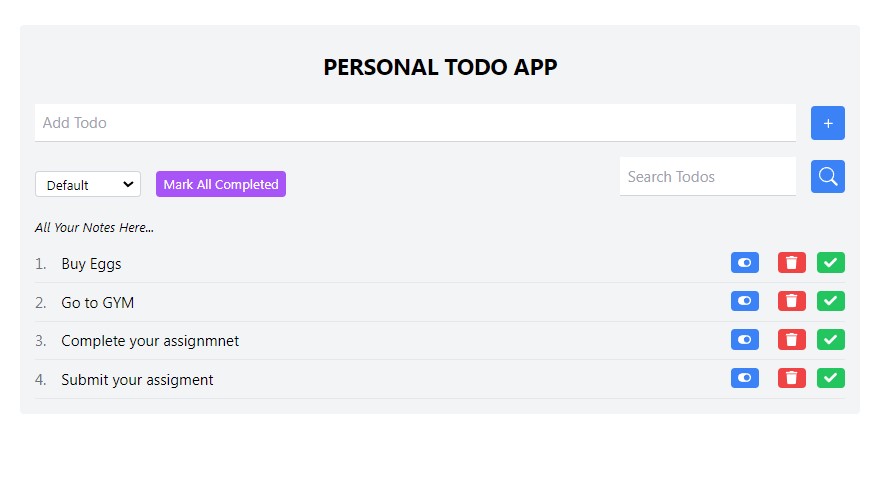 PERSONAL TODO APP
Add Todo +
Default Mark All Completed Search Todos
All Your Notes Here...
1. Buy Eggs
2. Go to GYM
3. Complete your assignmnet
4. Submit your assigment